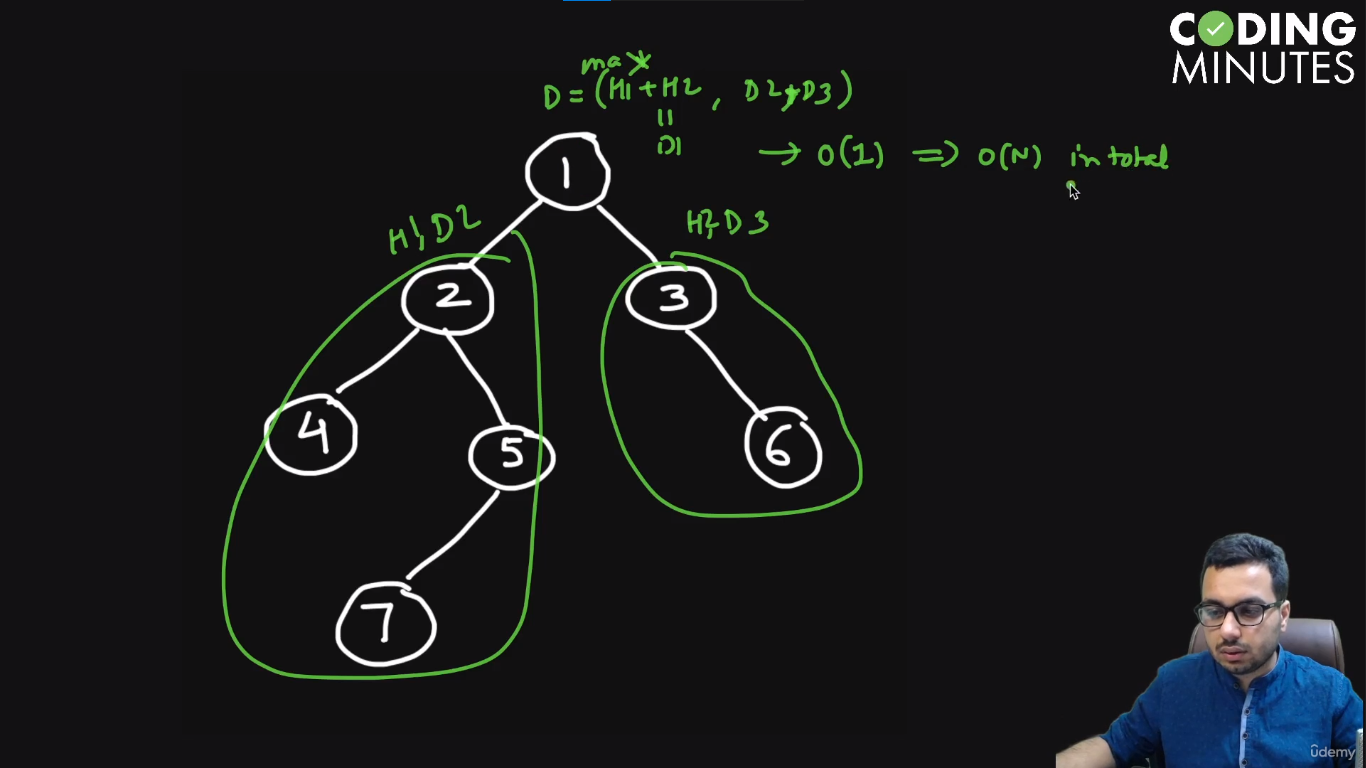 CODING
MINUTES
max
D = (H1 + H2 , D2, D3)
||
D1
→ O(1) ⇒ O(N) in total
1
H1, D2
H2, D3
2
3
4
5
6
7
ûdemy